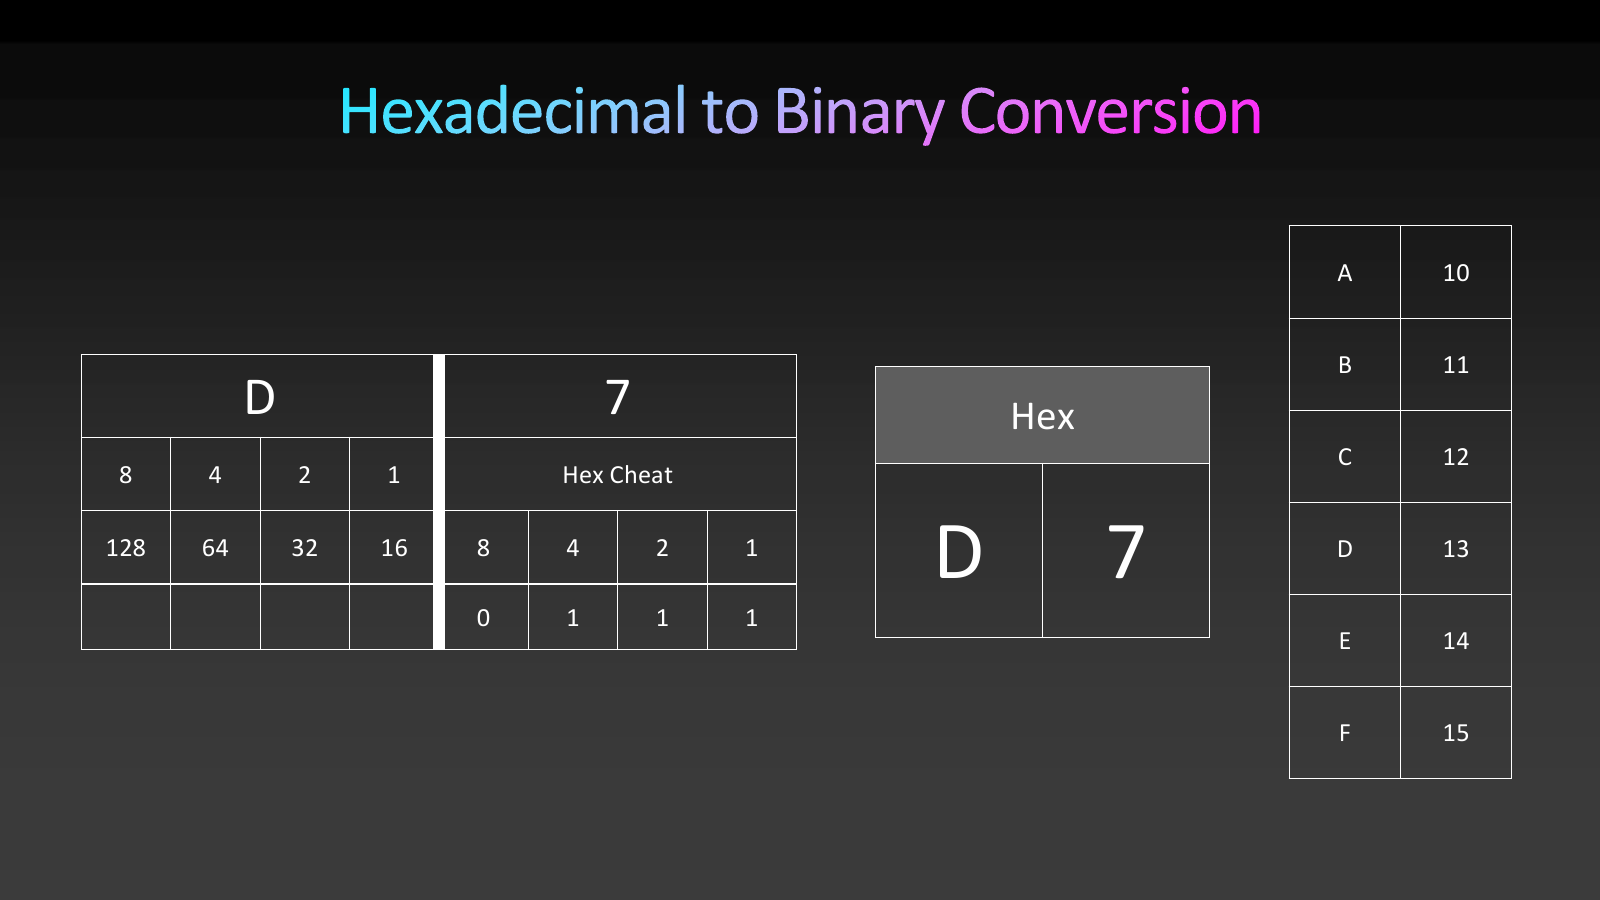 Hexadecimal to Binary Conversion
D 7
8 4 2 1 Hex Cheat
128 64 32 16 8 4 2 1
0 1 1 1
Hex
D 7
A 10
B 11
C 12
D 13
E 14
F 15